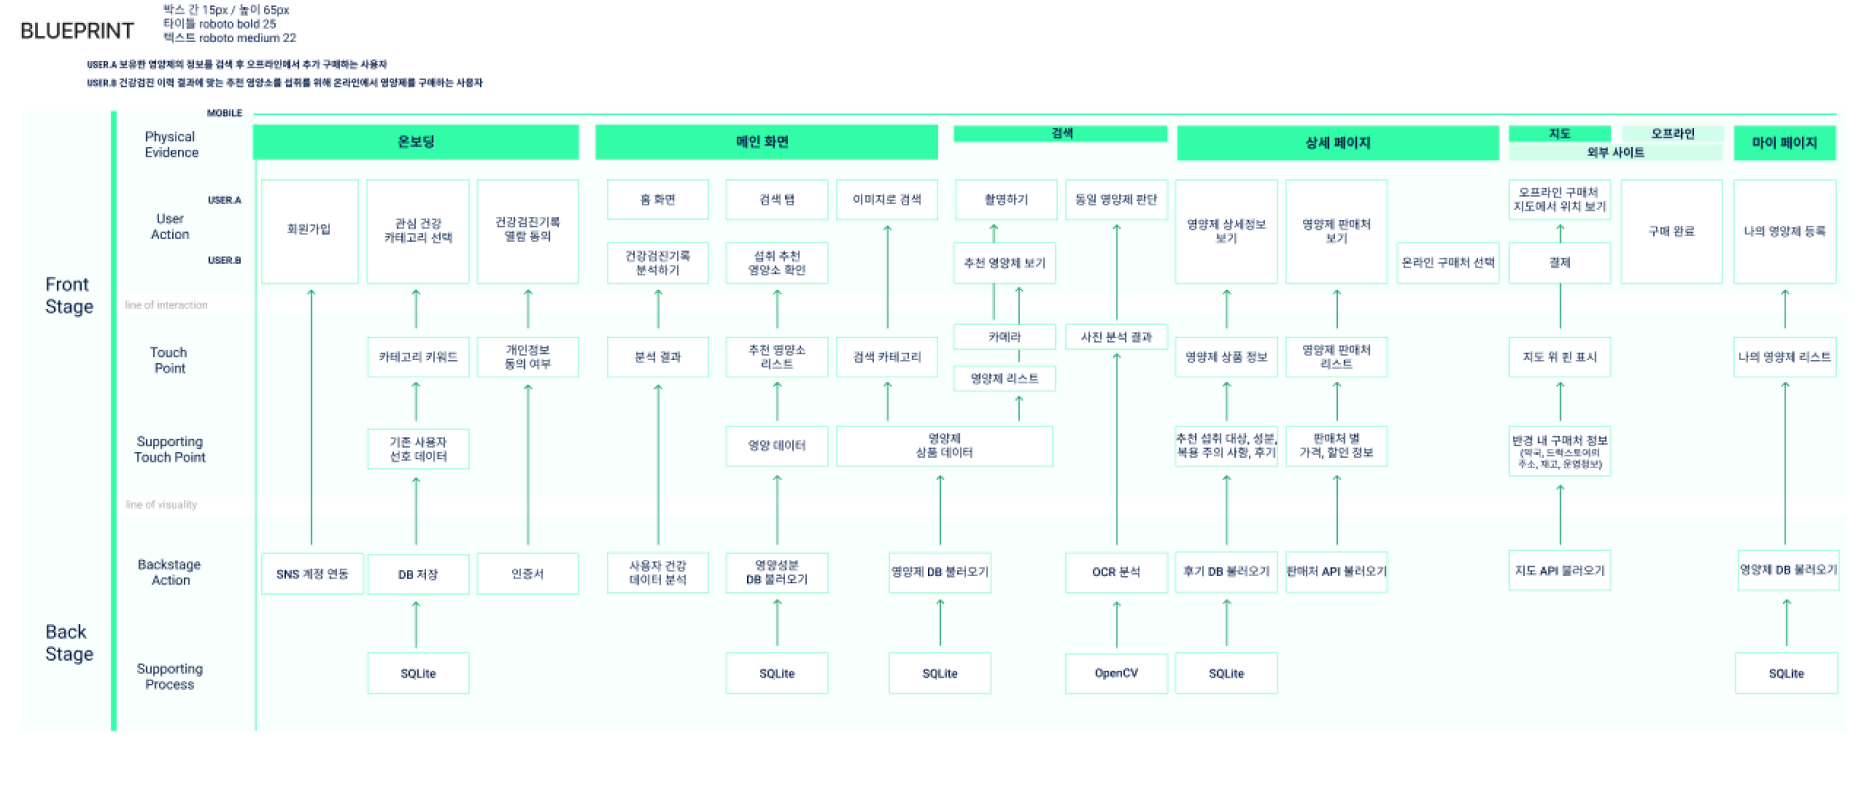 BLUEPRINT
박스 간 15px / 높이 65px
타이틀 roboto bold 25
텍스트 roboto medium 22
USER.A 보유한 영양제의 정보를 검색 후 오프라인에서 추가 구매하는 사용자
USER.B 건강검진 이력 결과에 맞는 추천 영양소를 섭취를 위해 온라인에서 영양제를 구매하는 사용자
MOBILE
Physical
Evidence
온보딩
메인 화면
검색
상세 페이지
지도
오프라인
외부 사이트
마이 페이지
Front
Stage
User
Action
USER.A
USER.B
회원가입
관심 건강
카테고리 선택
건강검진기록
열람 동의
홈 화면
검색 탭
이미지로 검색
촬영하기
동일 영양제 판단
영양제 상세정보
보기
영양제 판매처
보기
오프라인 구매처
지도에서 위치 보기
구매 완료
나의 영양제 등록
건강검진기록
분석하기
섭취 추천
영양소 확인
추천 영양제 보기
온라인 구매처 선택
결제
line of interaction
Touch
Point
카테고리 키워드
개인정보
동의 여부
분석 결과
추천 영양소
리스트
검색 카테고리
카메라
영양제 리스트
사진 분석 결과
영양제 상품 정보
영양제 판매처
리스트
지도 위 핀 표시
나의 영양제 리스트
Supporting
Touch Point
기존 사용자
선호 데이터
영양 데이터
영양제
상품 데이터
추천 섭취 대상, 성분,
복용 주의 사항, 후기
판매처 별
가격, 할인 정보
반경 내 구매처 정보
(약국, 드럭스토어의
주소, 재고, 운영정보)
line of visuality
Back
Stage
Backstage
Action
SNS 계정 연동
DB 저장
인증서
사용자 건강
데이터 분석
영양성분
DB 불러오기
영양제 DB 불러오기
OCR 분석
후기 DB 불러오기
판매처 API 불러오기
지도 API 불러오기
영양제 DB 불러오기
Supporting
Process
SQLite
SQLite
SQLite
OpenCV
SQLite
SQLite